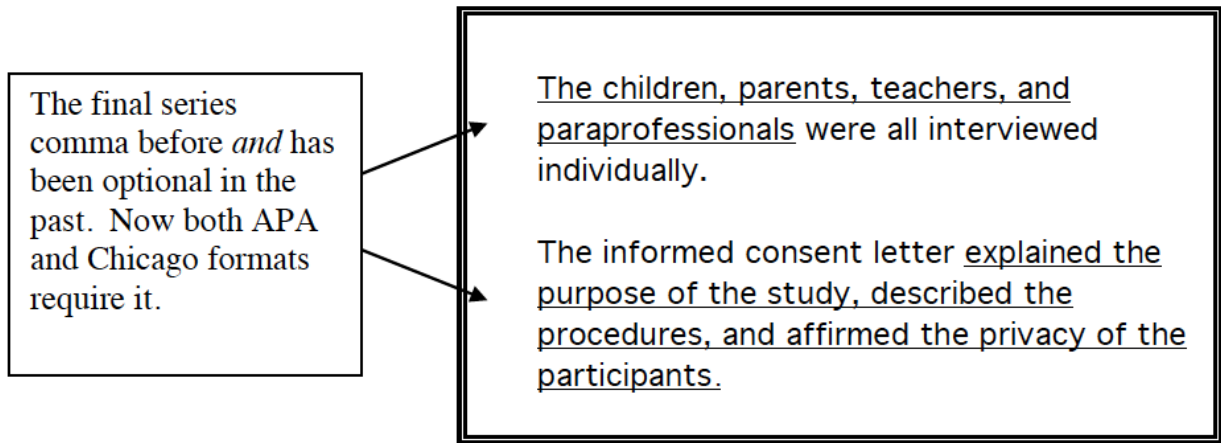 The final series
comma before and has
been optional in the
past.  Now both APA
and Chicago formats
require it.
The children, parents, teachers, and
paraprofessionals were all interviewed
individually.
The informed consent letter explained the
purpose of the study, described the
procedures, and affirmed the privacy of the
participants.